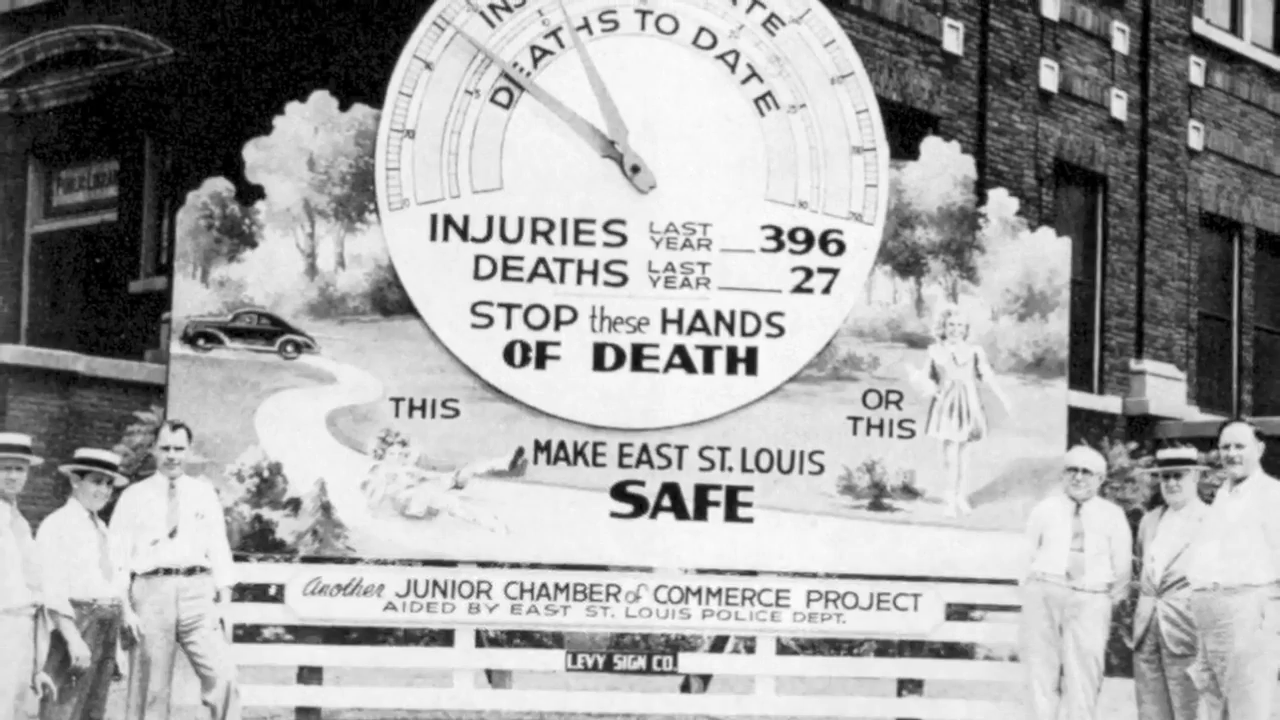 INJ
ATE
DEATHS TO DATE
INJURIES LAST YEAR 396
DEATHS LAST YEAR 27
STOP these HANDS
OF DEATH
THIS
OR
THIS
MAKE EAST ST. LOUIS
SAFE
Another JUNIOR CHAMBER of COMMERCE PROJECT
AIDED BY EAST ST. LOUIS POLICE DEPT.
LEVY SIGN CO.